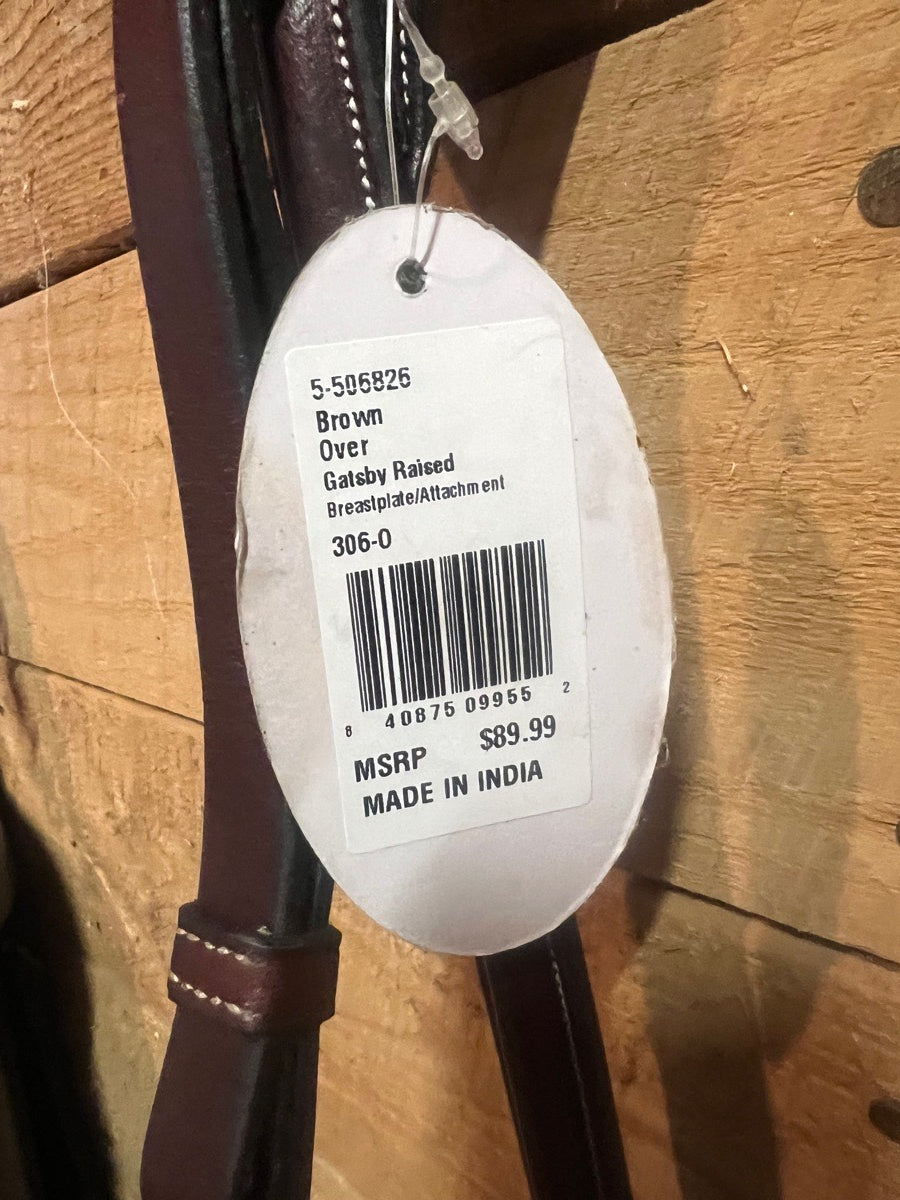 5-506826
Brown
Over
Gatsby Raised
Breastplate/Attachment
306-O
8 40875 09955 2
MSRP $89.99
MADE IN INDIA